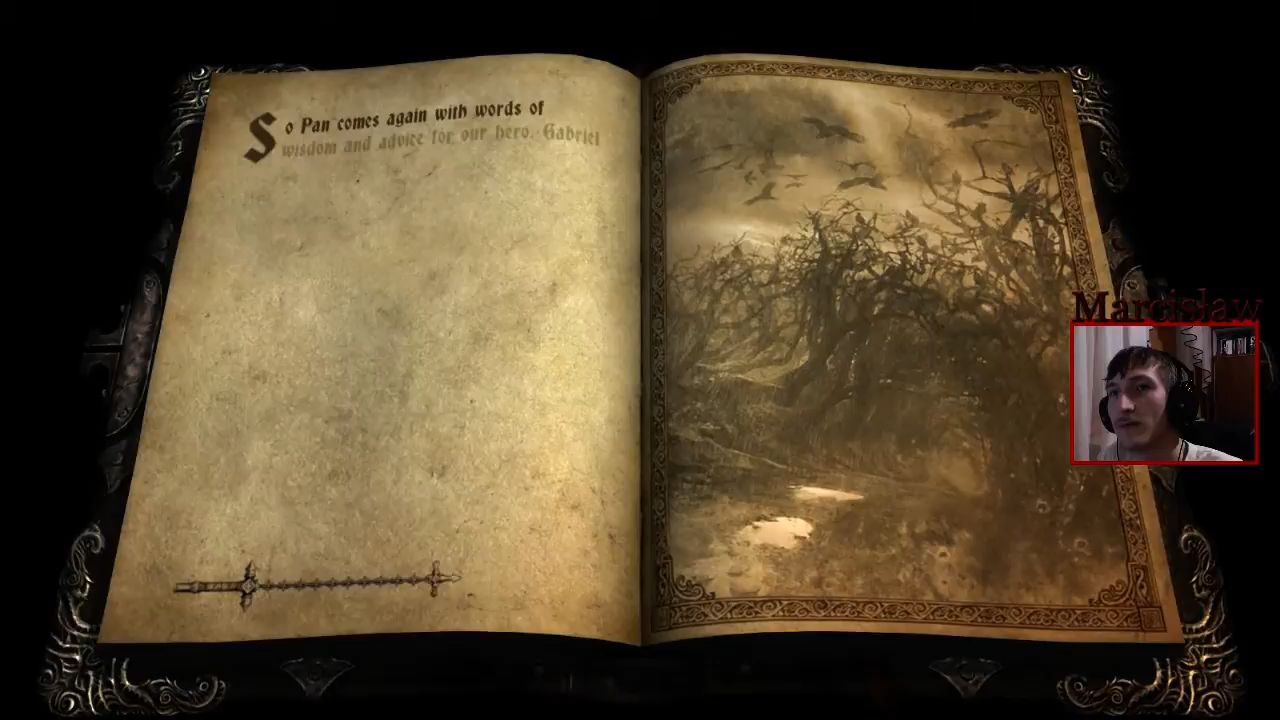 So Pan comes again with words of
wisdom and advice for our hero. Gabriel
Marcisław